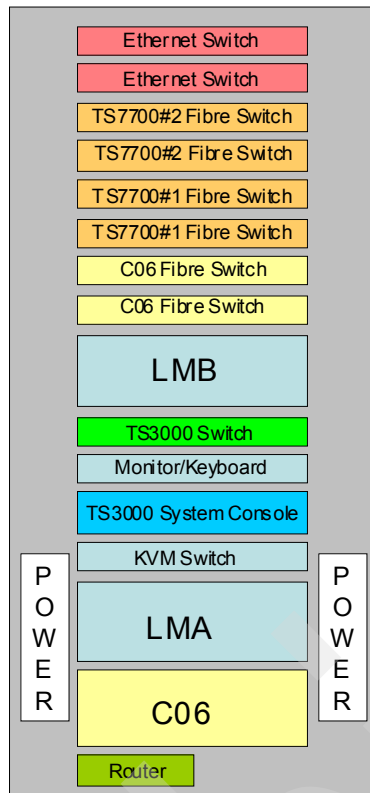 Ethernet Switch
Ethernet Switch
TS7700#2 Fibre Switch
TS7700#2 Fibre Switch
TS7700#1 Fibre Switch
TS7700#1 Fibre Switch
C06 Fibre Switch
C06 Fibre Switch
LMB
TS3000 Switch
Monitor/Keyboard
TS3000 System Console
KVM Switch
POWER
LMA
POWER
C06
Router